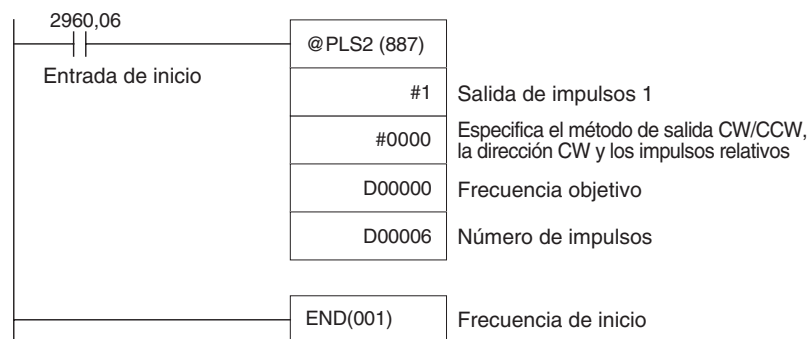 2960,06
@PLS2 (887)
Entrada de inicio
#1 Salida de impulsos 1
#0000 Especifica el método de salida CW/CCW,
la dirección CW y los impulsos relativos
D00000 Frecuencia objetivo
D00006 Número de impulsos
END(001) Frecuencia de inicio